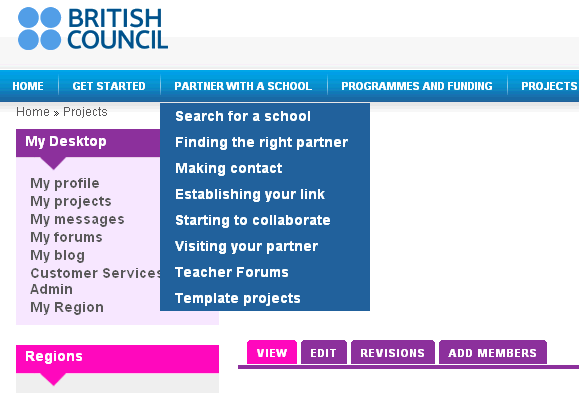 BRITISH
COUNCIL
HOME GET STARTED PARTNER WITH A SCHOOL PROGRAMMES AND FUNDING PROJECTS
Home » Projects
Search for a school
Finding the right partner
Making contact
Establishing your link
Starting to collaborate
Visiting your partner
Teacher Forums
Template projects
My Desktop
My profile
My projects
My messages
My forums
My blog
Customer Services
Admin
My Region
Regions
VIEW EDIT REVISIONS ADD MEMBERS